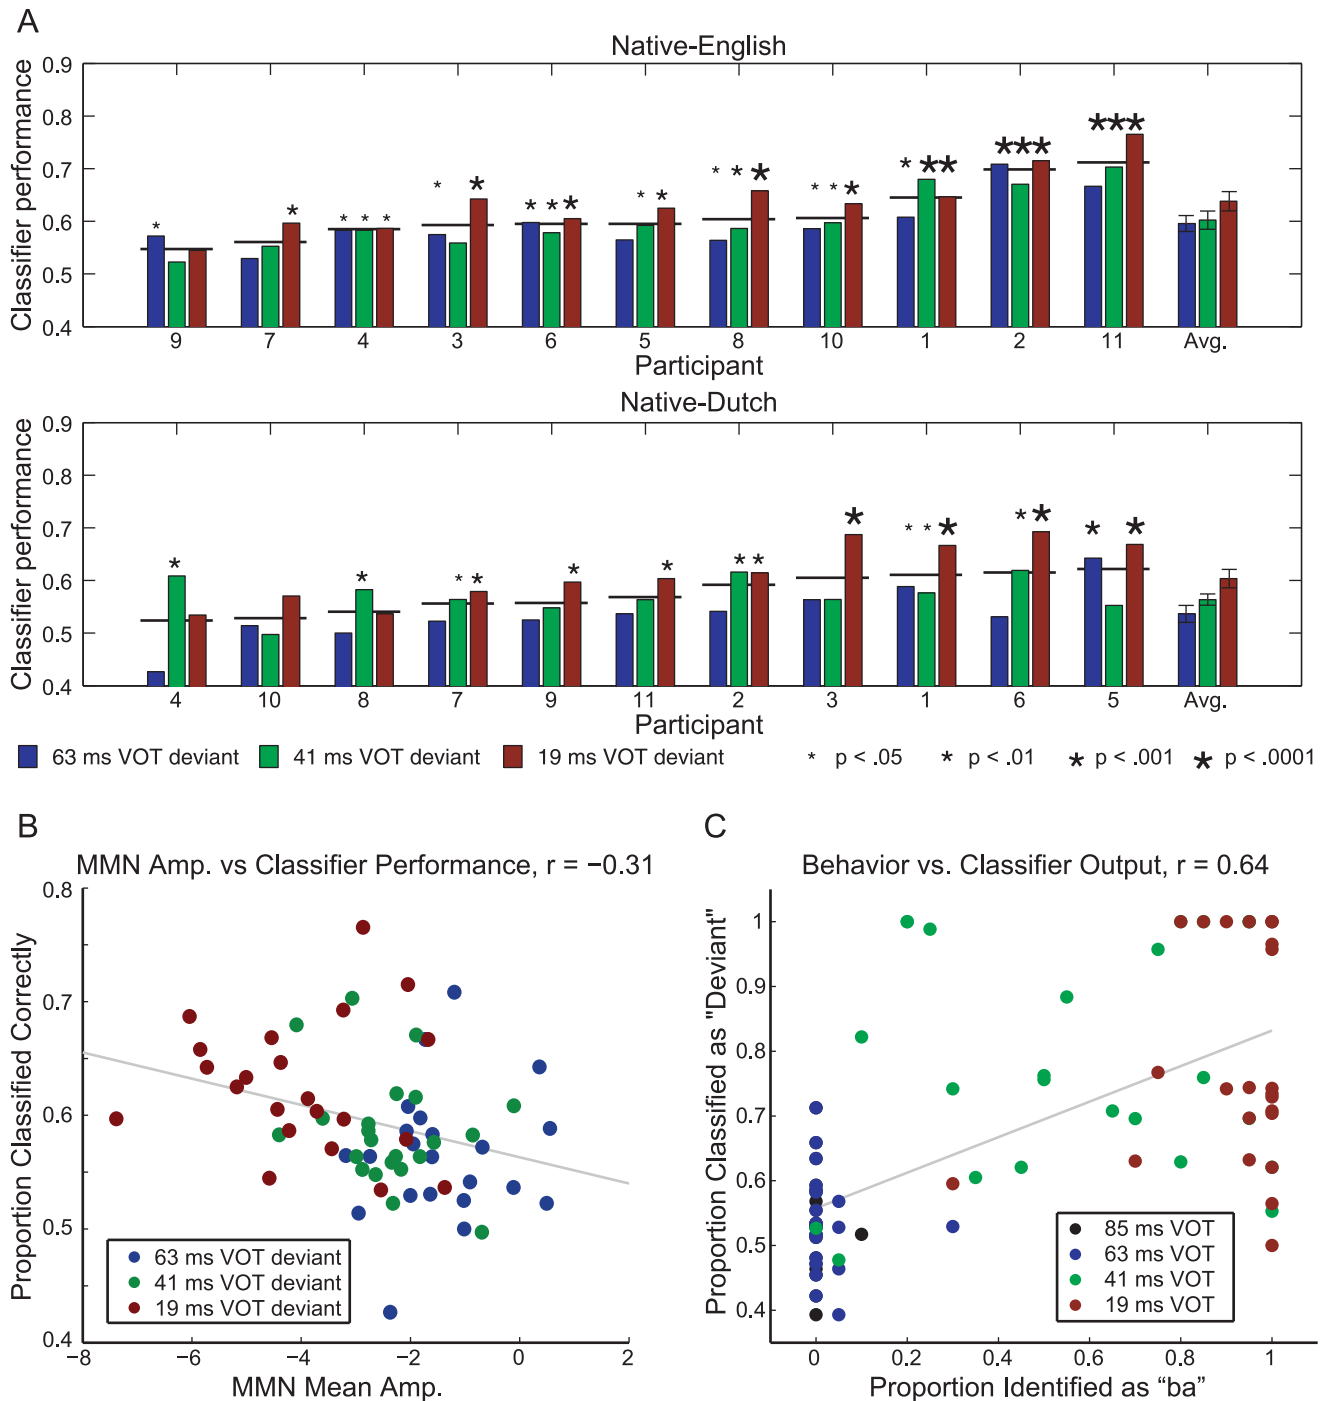 A
Native-English
Classifier performance
0.9
0.8
0.7
0.6
0.5
0.4
* * * * * * * * * * * * * * * * * * * * * * * * *
9 7 4 3 6 5 8 10 1 2 11 Avg.
Participant
Native-Dutch
Classifier performance
0.9
0.8
0.7
0.6
0.5
0.4
* * * * * * * * * * * * * * * *
4 10 8 7 9 11 2 3 1 6 5 Avg.
Participant
63 ms VOT deviant 41 ms VOT deviant 19 ms VOT deviant * p < .05 * p < .01 * p < .001 * p < .0001
B
MMN Amp. vs Classifier Performance, r = −0.31
Proportion Classified Correctly
0.8
0.7
0.6
0.5
0.4
63 ms VOT deviant
41 ms VOT deviant
19 ms VOT deviant
−8 −6 −4 −2 0 2
MMN Mean Amp.
C
Behavior vs. Classifier Output, r = 0.64
Proportion Classified as "Deviant"
1
0.9
0.8
0.7
0.6
0.5
0.4
85 ms VOT
63 ms VOT
41 ms VOT
19 ms VOT
0 0.2 0.4 0.6 0.8 1
Proportion Identified as “ba”